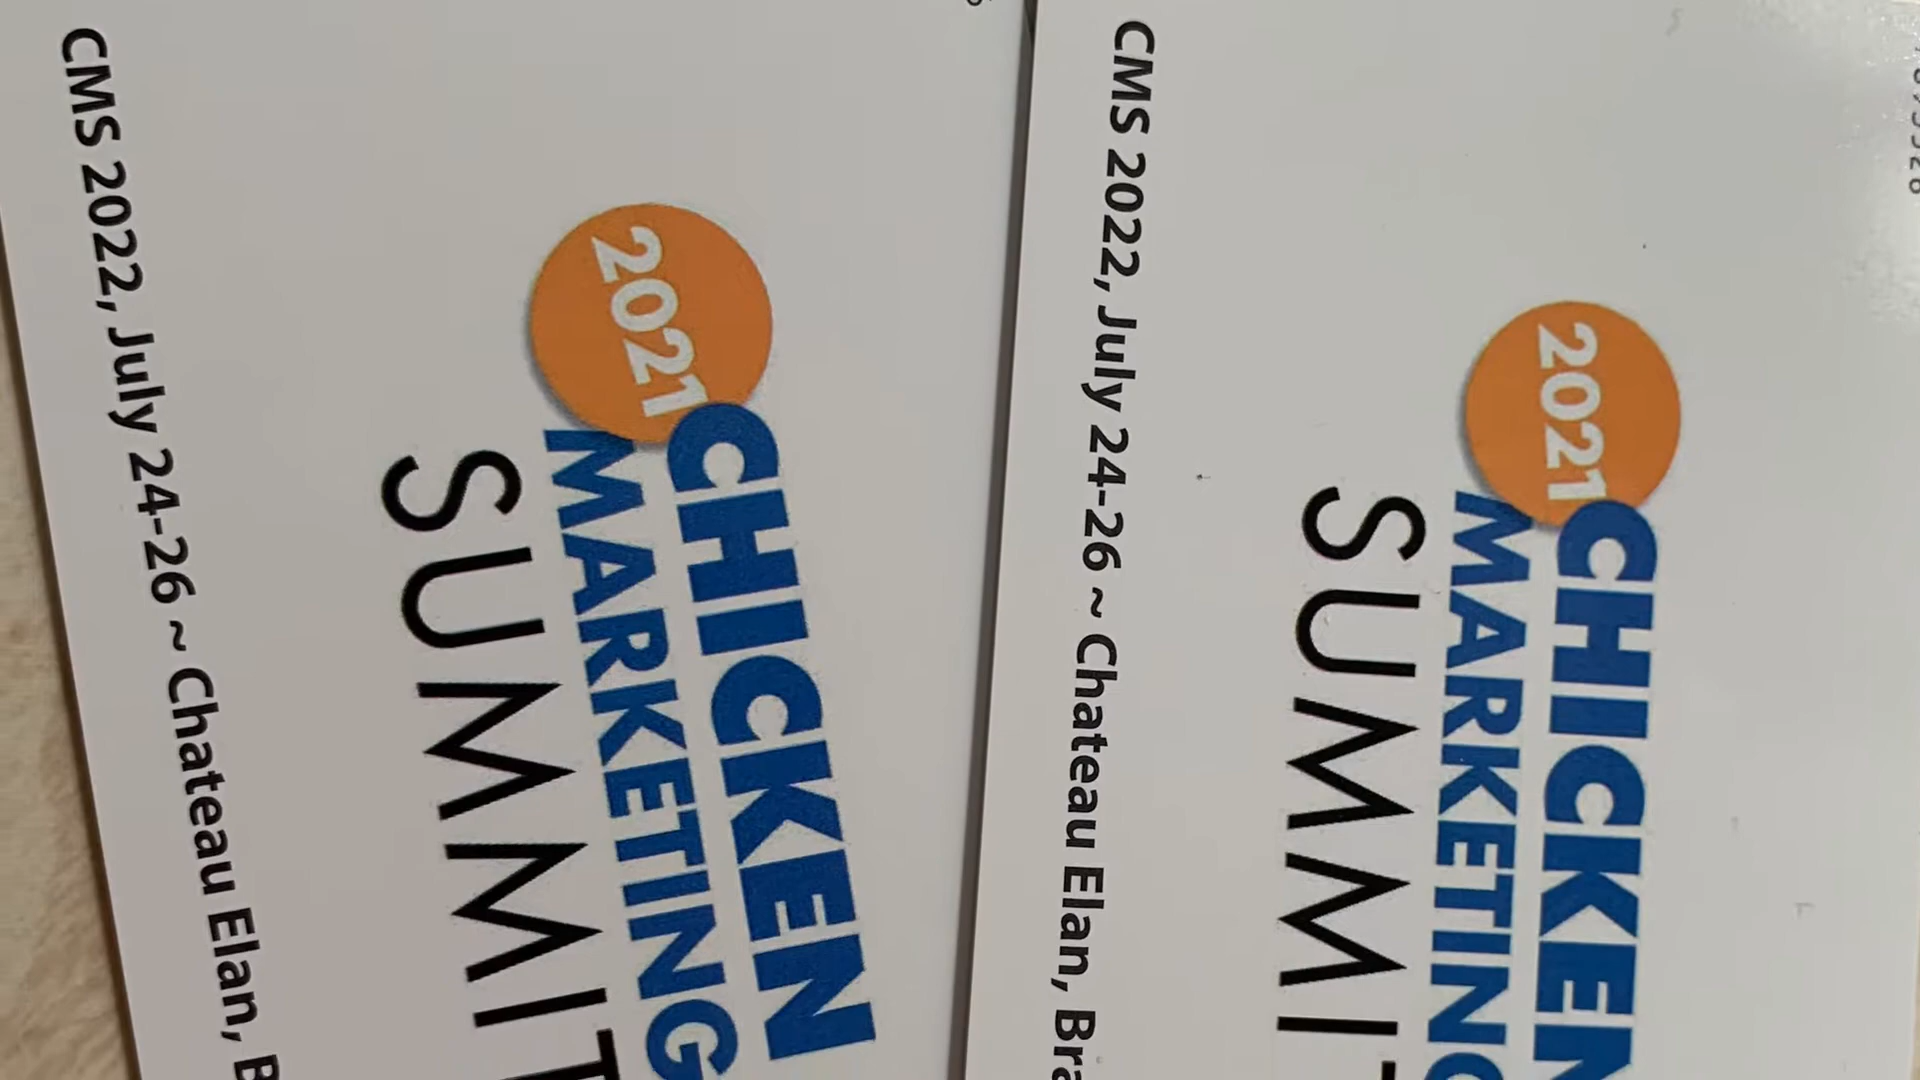 2021
CHICKEN
MARKETING
SUMMIT
CMS 2022, July 24-26 ~ Chateau Elan,
2021
CHICKEN
MARKETING
SUMMIT
CMS 2022, July 24-26 ~ Chateau Elan, Bra